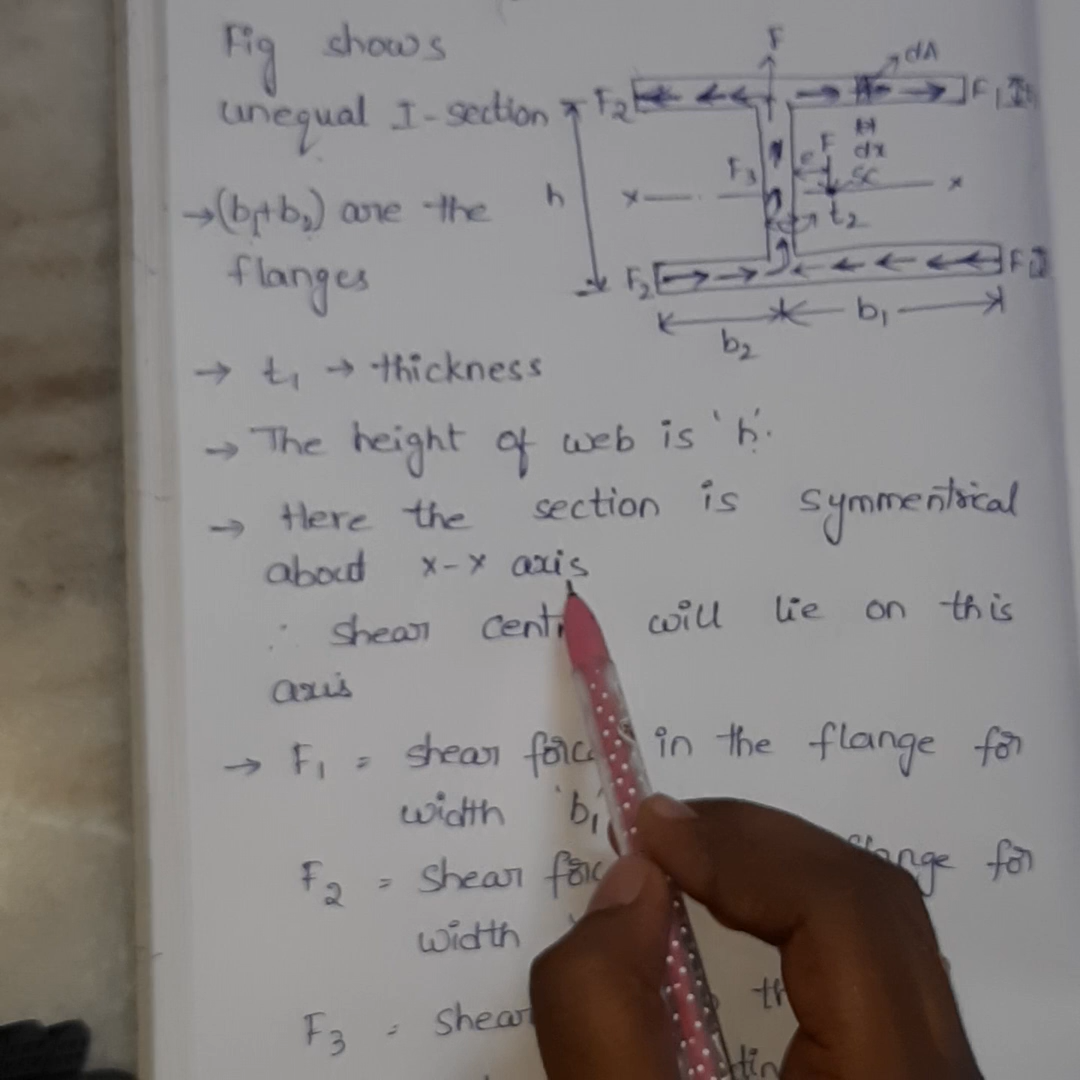 Fig shows
unequal I-section
→(b1+b2) are the
flanges
F
dA
F2
F1
h
F3
e
F
dx
SC
x
x
t2
F2
F
b2
b1
→ t1 → thickness
→ The height of web is 'h'.
→ Here the section is symmentrical
about x-x axis
∴ shear will lie on this
axis
→ F1 = shear in the flange for
width 'b1
F2 = shear for
width
F3 = shear